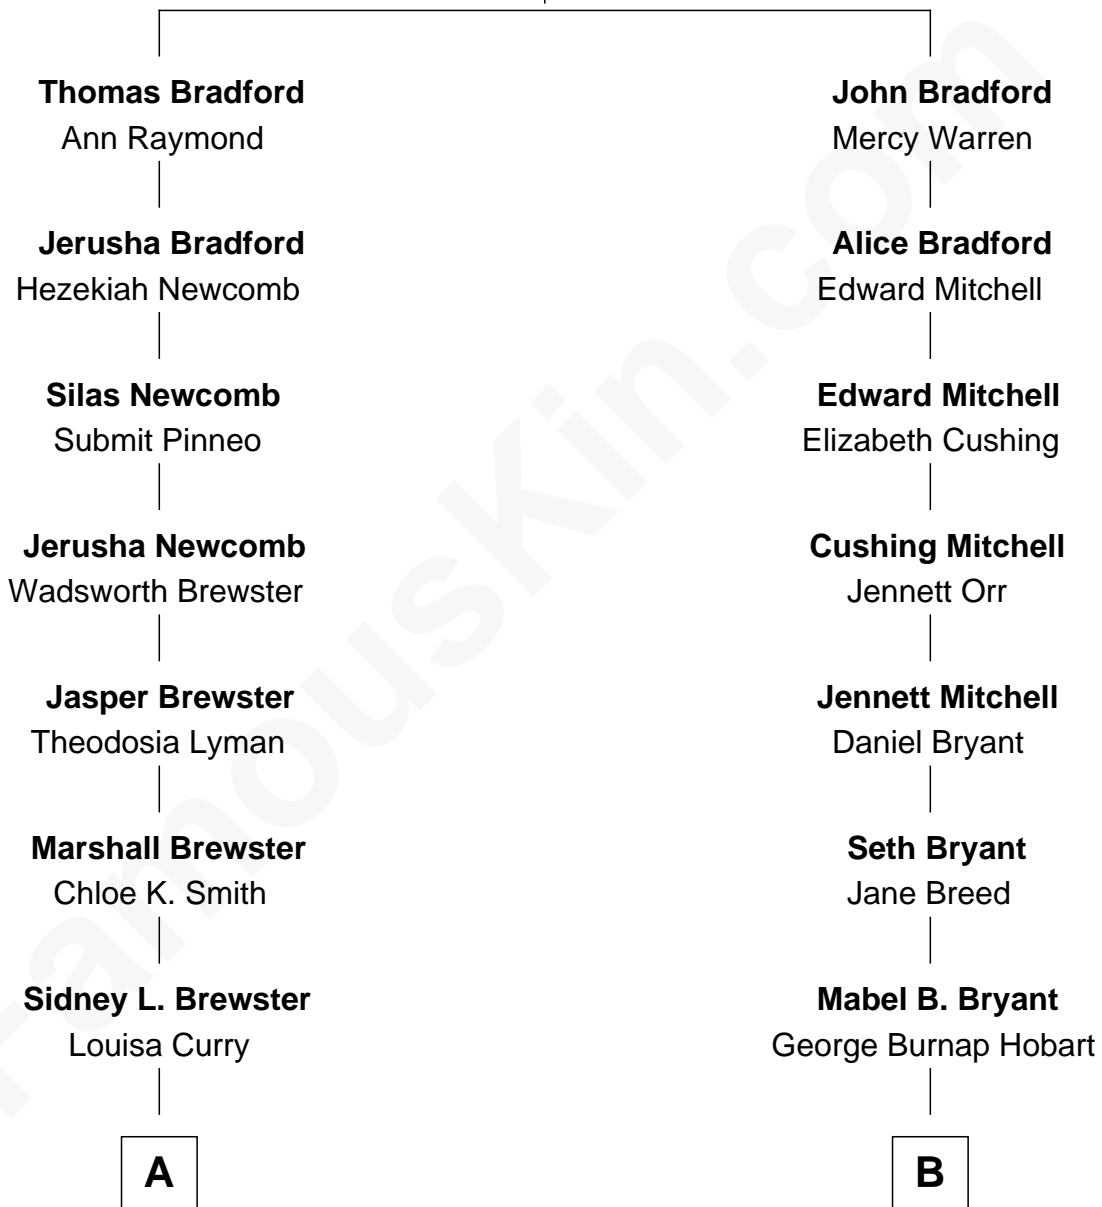 Thomas Bradford
Ann Raymond
Jerusha Bradford
Hezekiah Newcomb
Silas Newcomb
Submit Pinneo
Jerusha Newcomb
Wadsworth Brewster
Jasper Brewster
Theodosia Lyman
Marshall Brewster
Chloe K. Smith
Sidney L. Brewster
Louisa Curry
A
John Bradford
Mercy Warren
Alice Bradford
Edward Mitchell
Edward Mitchell
Elizabeth Cushing
Cushing Mitchell
Jennett Orr
Jennett Mitchell
Daniel Bryant
Seth Bryant
Jane Breed
Mabel B. Bryant
George Burnap Hobart
B
FamousKin.com